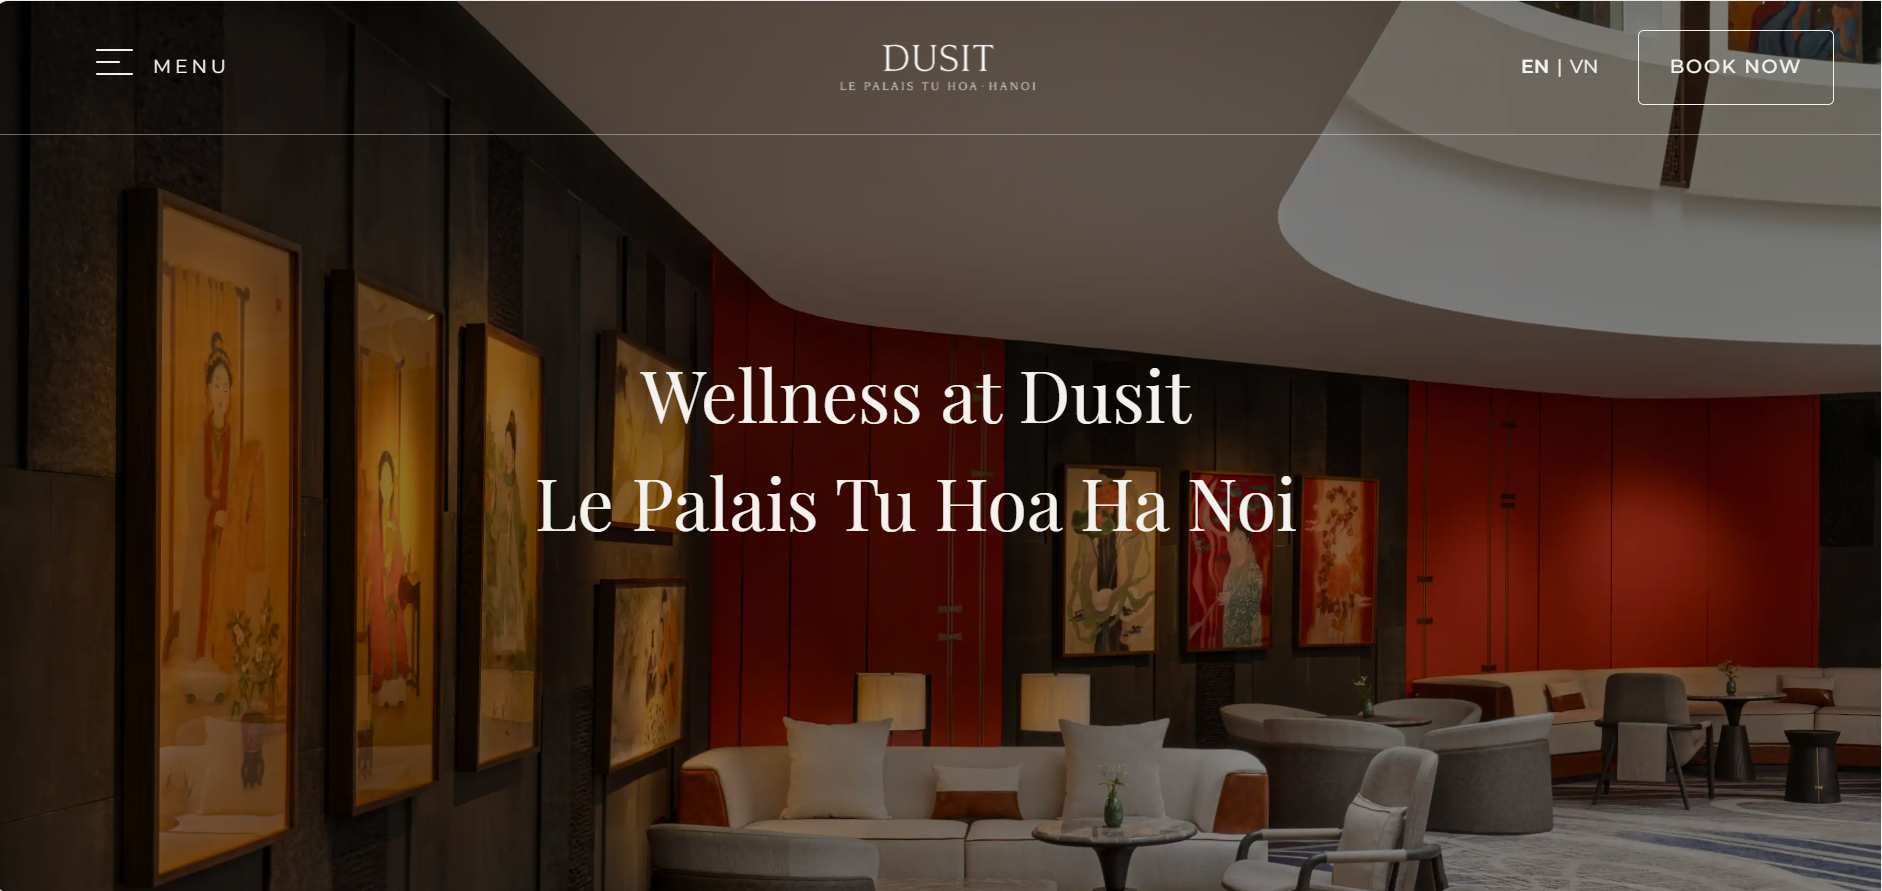 MENU
DUSIT
LE PALAIS TU HOA · HANOI
EN | VN
BOOK NOW
Wellness at Dusit
Le Palais Tu Hoa Ha Noi